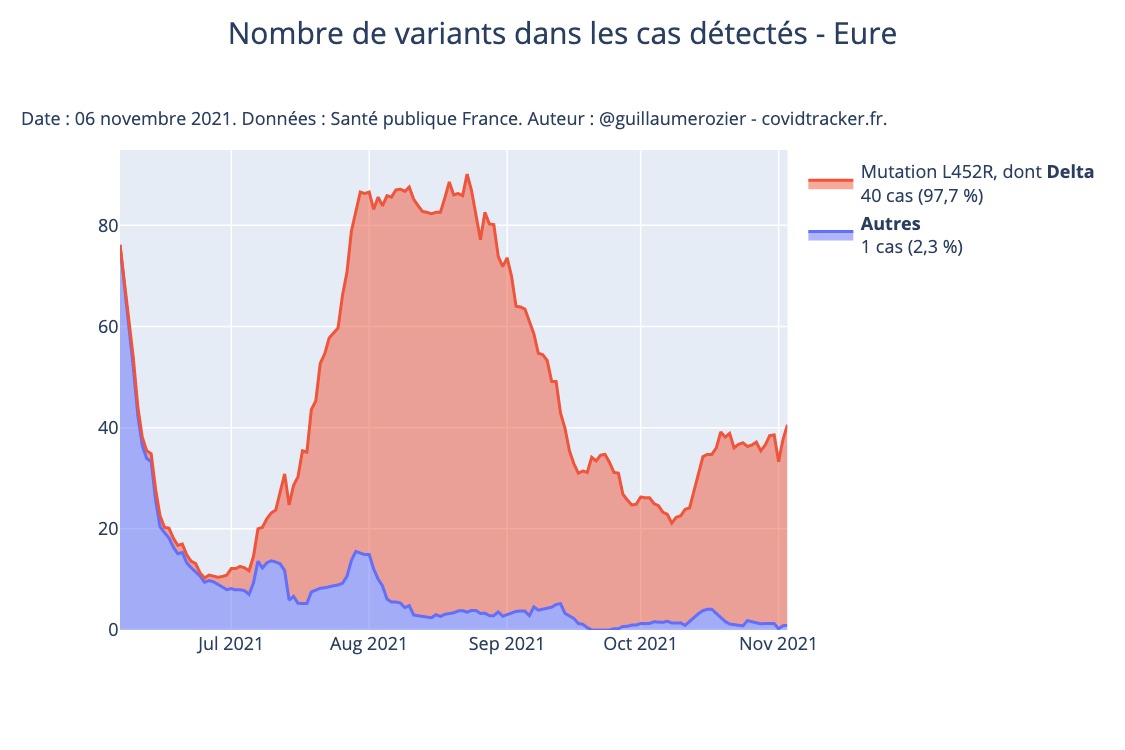 Nombre de variants dans les cas détectés - Eure
Date : 06 novembre 2021. Données : Santé publique France. Auteur : @guillaumerozier - covidtracker.fr.
Mutation L452R, dont Delta
40 cas (97,7 %)
Autres
1 cas (2,3 %)
80
60
40
20
0
Jul 2021
Aug 2021
Sep 2021
Oct 2021
Nov 2021